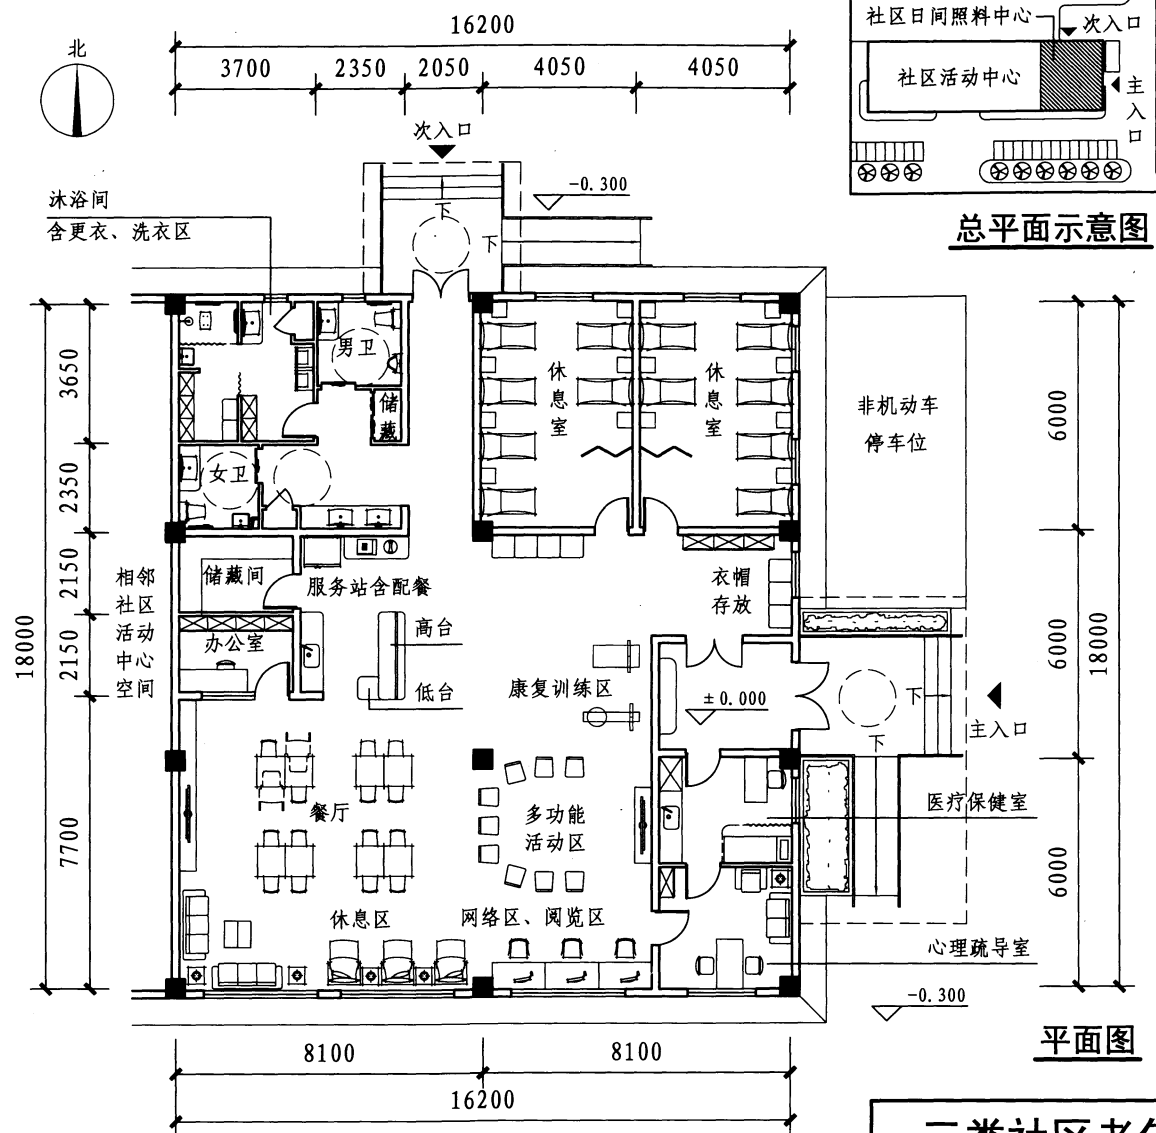 16200
3700
2350
2050
4050
4050
北
次入口
社区日间照料中心
次入口
社区活动中心
主入口
总平面示意图
沐浴间
含更衣、洗衣区
-0.300
下
下
男卫
储藏
女卫
休息室
休息室
非机动车
停车位
3650
2350
2150
2150
7700
18000
6000
6000
6000
18000
相邻
社区
活动
中心
空间
储藏间
服务站含配餐
衣帽
存放
办公室
高台
低台
康复训练区
±0.000
下
下
主入口
餐厅
多功能
活动区
医疗保健室
休息区
网络区、阅览区
心理疏导室
-0.300
平面图
8100
8100
16200